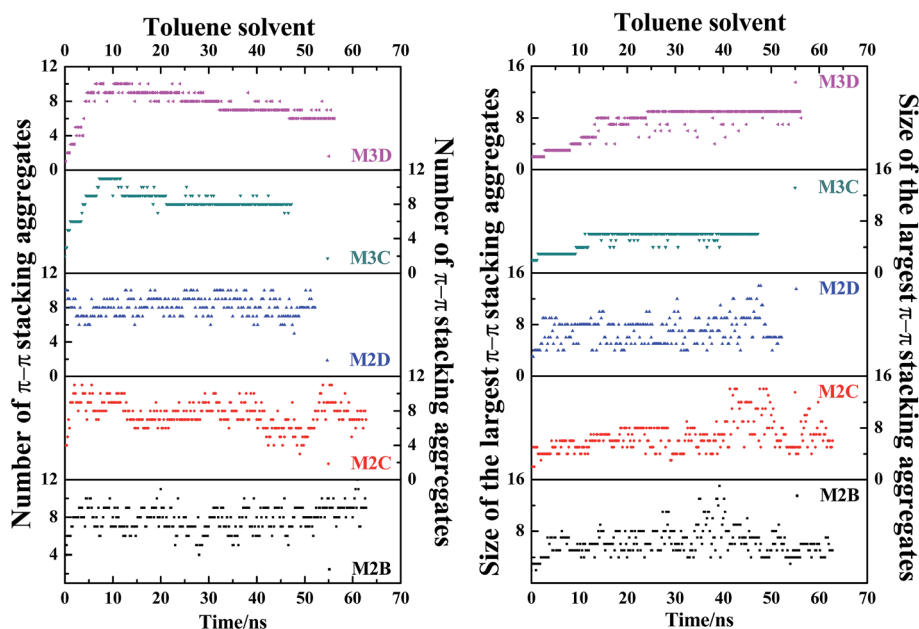 Toluene solvent
0 10 20 30 40 50 60 70
Number of π–π stacking aggregates
12
8
4
0
M3D
12
8
4
0
M3C
12
8
4
0
M2D
12
8
4
0
M2C
12
8
4
M2B
Number of π–π stacking aggregates
0 10 20 30 40 50 60 70
Time/ns
Toluene solvent
0 10 20 30 40 50 60 70
Size of the largest π–π stacking aggregates
16
8
0
M3D
16
8
0
M3C
16
8
0
M2D
16
8
0
M2C
16
8
M2B
Size of the largest π–π stacking aggregates
0 10 20 30 40 50 60 70
Time/ns